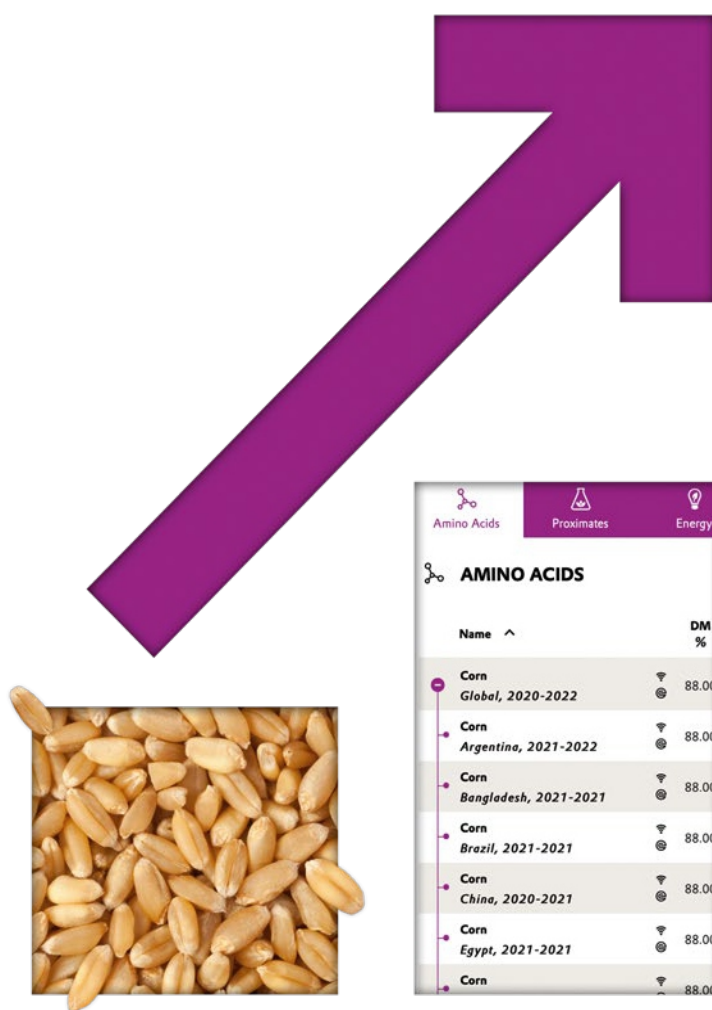 Amino Acids Proximates Energy
AMINO ACIDS
Name DM
%
Corn
Global, 2020-2022 88.00
Corn
Argentina, 2021-2022 88.00
Corn
Bangladesh, 2021-2021 88.00
Corn
Brazil, 2021-2021 88.00
Corn
China, 2020-2021 88.00
Corn
Egypt, 2021-2021 88.00
Corn 88.00